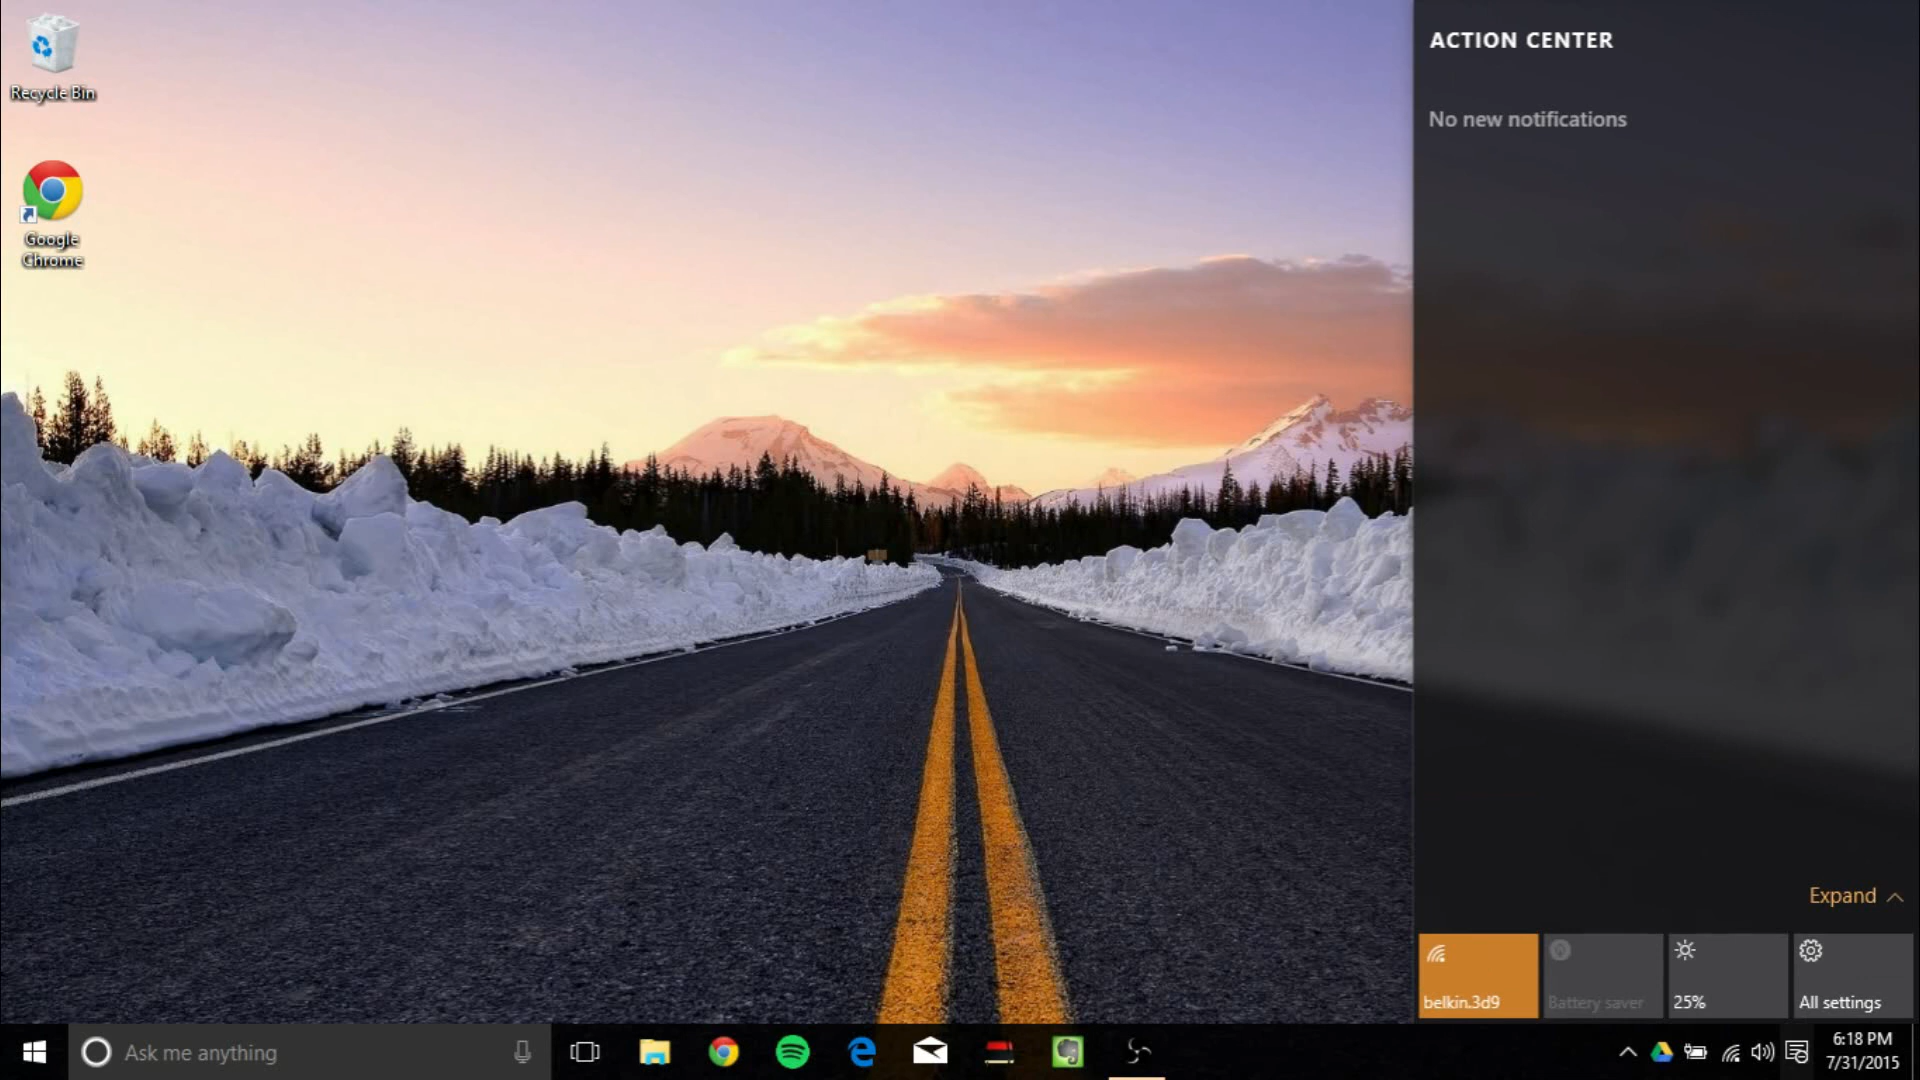 Recycle Bin
Google
Chrome
ACTION CENTER
No new notifications
Expand
belkin.3d9
Battery saver
25%
All settings
Ask me anything
6:18 PM
7/31/2015